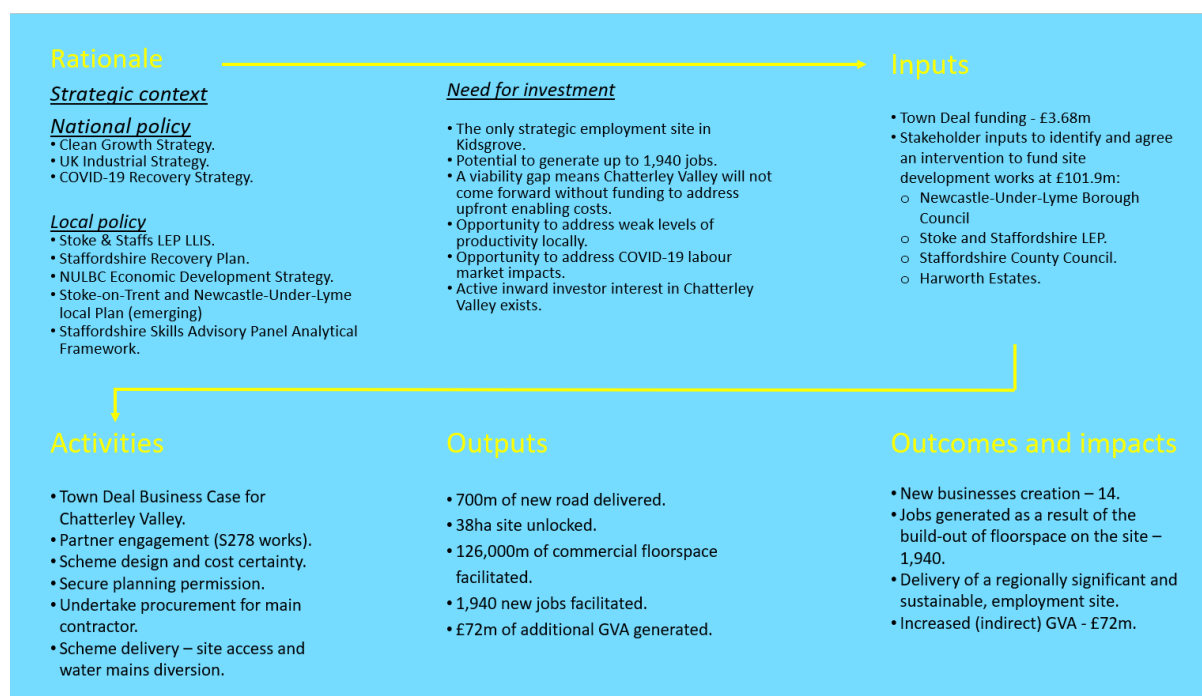 Rationale
Strategic context
National policy
• Clean Growth Strategy.
• UK Industrial Strategy.
• COVID-19 Recovery Strategy.
Local policy
• Stoke & Staffs LEP LLIS.
• Staffordshire Recovery Plan.
• NULBC Economic Development Strategy.
• Stoke-on-Trent and Newcastle-Under-Lyme
local Plan (emerging)
• Staffordshire Skills Advisory Panel Analytical
Framework.
Need for investment
• The only strategic employment site in
Kidsgrove.
• Potential to generate up to 1,940 jobs.
• A viability gap means Chatterley Valley will not
come forward without funding to address
upfront enabling costs.
• Opportunity to address weak levels of
productivity locally.
• Opportunity to address COVID-19 labour
market impacts.
• Active inward investor interest in Chatterley
Valley exists.
Inputs
• Town Deal funding - £3.68m
• Stakeholder inputs to identify and agree
an intervention to fund site
development works at £101.9m:
o Newcastle-Under-Lyme Borough
Council
o Stoke and Staffordshire LEP.
o Staffordshire County Council.
o Harworth Estates.
Activities
• Town Deal Business Case for
Chatterley Valley.
• Partner engagement (S278 works).
• Scheme design and cost certainty.
• Secure planning permission.
• Undertake procurement for main
contractor.
• Scheme delivery – site access and
water mains diversion.
Outputs
• 700m of new road delivered.
• 38ha site unlocked.
• 126,000m of commercial floorspace
facilitated.
• 1,940 new jobs facilitated.
• £72m of additional GVA generated.
Outcomes and impacts
• New businesses creation – 14.
• Jobs generated as a result of the
build-out of floorspace on the site –
1,940.
• Delivery of a regionally significant and
sustainable, employment site.
• Increased (indirect) GVA - £72m.